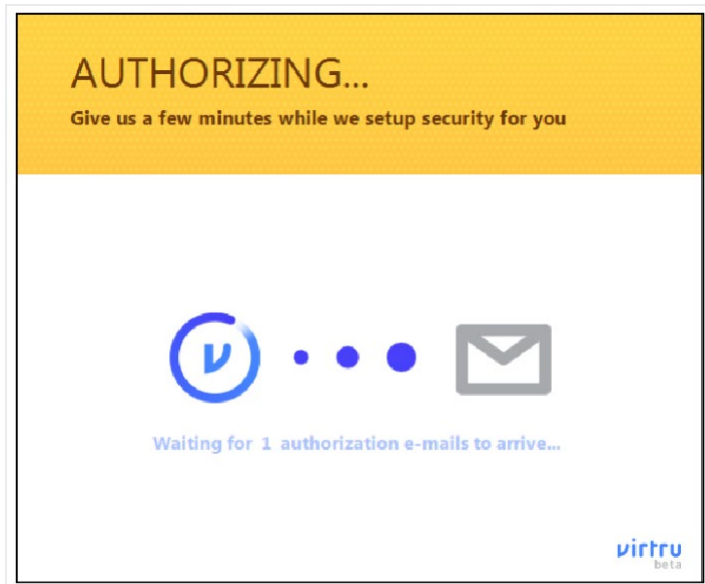 AUTHORIZING...
Give us a few minutes while we setup security for you
Waiting for 1 authorization e-mails to arrive...
virtru
beta